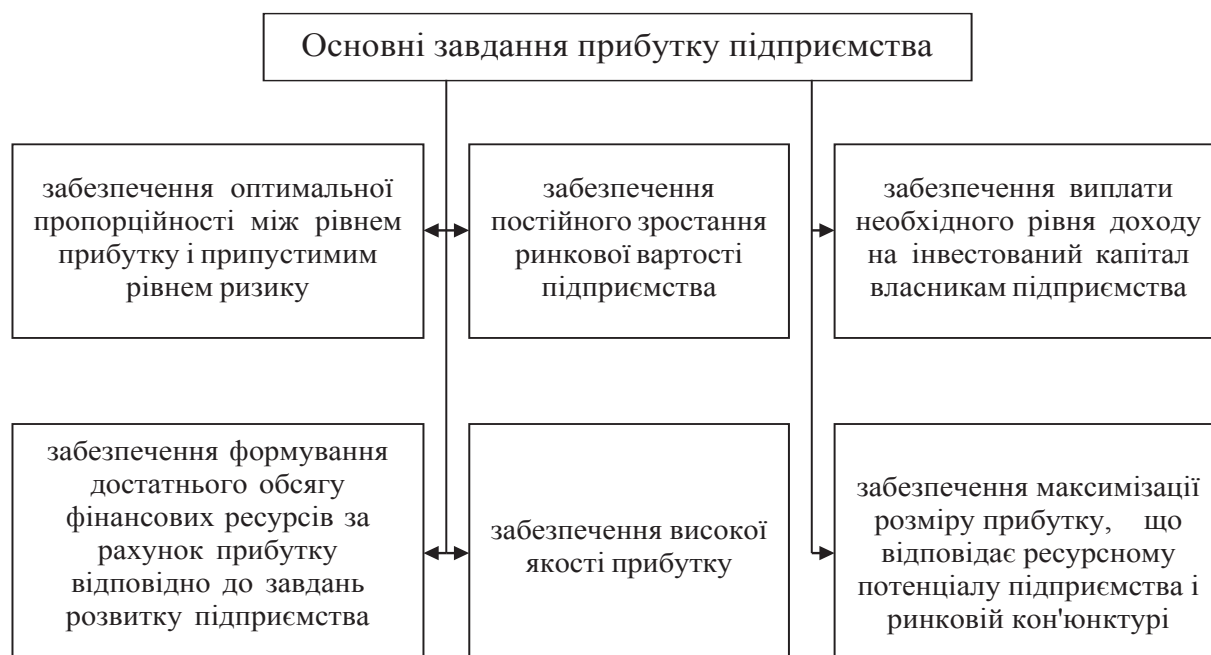 Основні завдання прибутку підприємства
забезпечення оптимальної
пропорційності між рівнем
прибутку і припустимим
рівнем ризику
забезпечення
постійного зростання
ринкової вартості
підприємства
забезпечення виплати
необхідного рівня доходу
на інвестований капітал
власникам підприємства
забезпечення формування
достатнього обсягу
фінансових ресурсів за
рахунок прибутку
відповідно до завдань
розвитку підприємства
забезпечення високої
якості прибутку
забезпечення максимізації
розміру прибутку, що
відповідає ресурсному
потенціалу підприємства і
ринковій кон'юнктурі